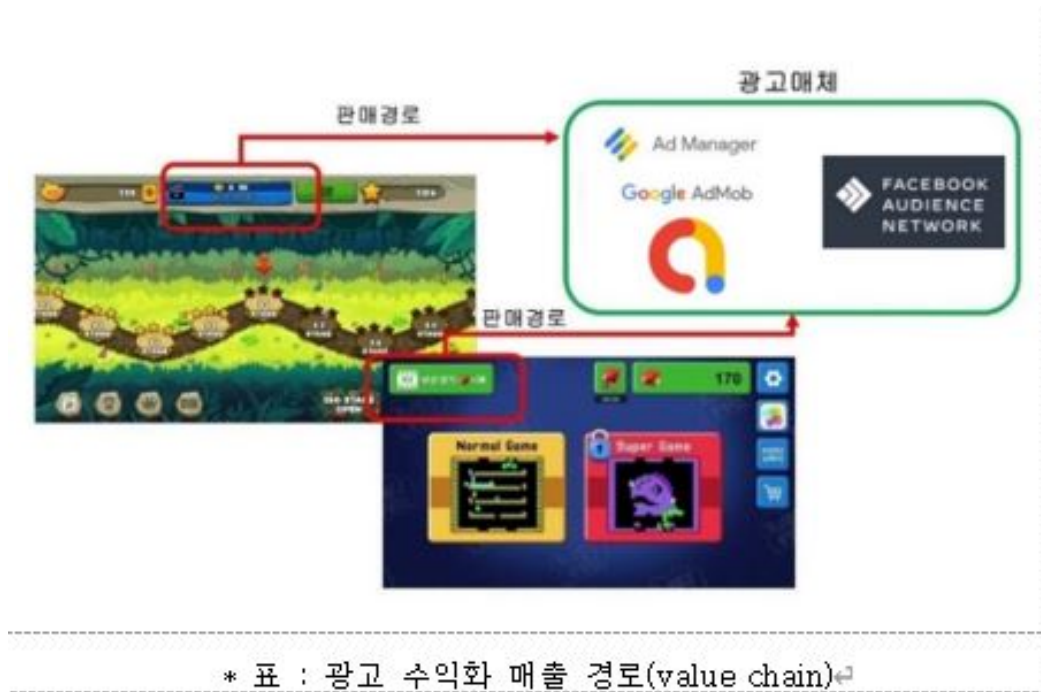 광고매체
판매경로
Ad Manager
Google AdMob
FACEBOOK
AUDIENCE
NETWORK
판매경로
170
Normal Game
Super Game
* 표 : 광고 수익화 매출 경로(value chain)↵